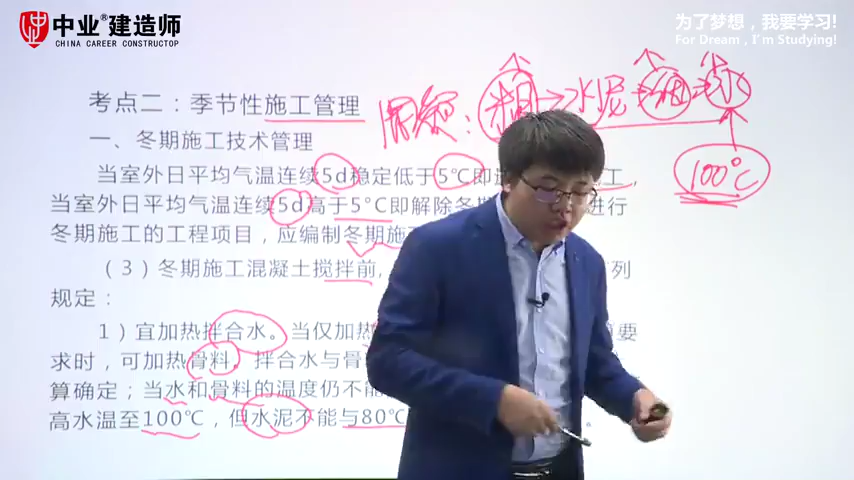 中业®建造师
CHINA CAREER CONSTRUCTOP
为了梦想，我要学习!
For Dream , I'm Studying!
考点二：季节性施工管理
一、冬期施工技术管理
当室外日平均气温连续5d稳定低于5℃即 工，
当室外日平均气温连续5d高于5°C即解除冬 进行
冬期施工的工程项目，应编制冬期施
（3）冬期施工混凝土搅拌前， 列
规定：
1）宜加热拌合水。当仅加热 要
求时，可加热骨料。拌合水与骨
算确定；当水和骨料的温度仍不能
高水温至100℃，但水泥不能与80℃ 。
水泥
水
100℃